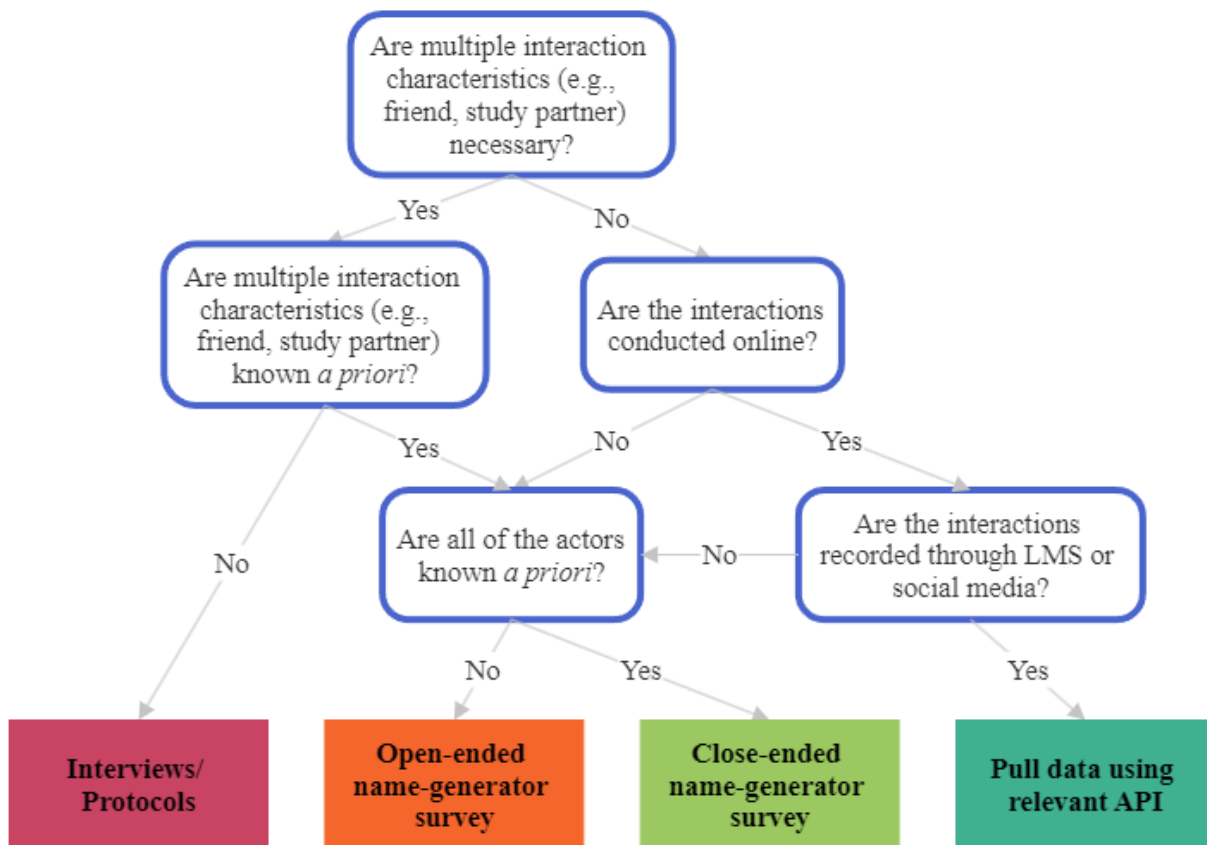 Are multiple interaction
characteristics (e.g.,
friend, study partner)
necessary?
Yes
No
Are multiple interaction
characteristics (e.g.,
friend, study partner)
known a priori?
Are the interactions
conducted online?
Yes
No
Yes
Are all of the actors
known a priori?
No
Are the interactions
recorded through LMS or
social media?
No
No
Yes
Yes
Interviews/
Protocols
Open-ended
name-generator
survey
Close-ended
name-generator
survey
Pull data using
relevant API